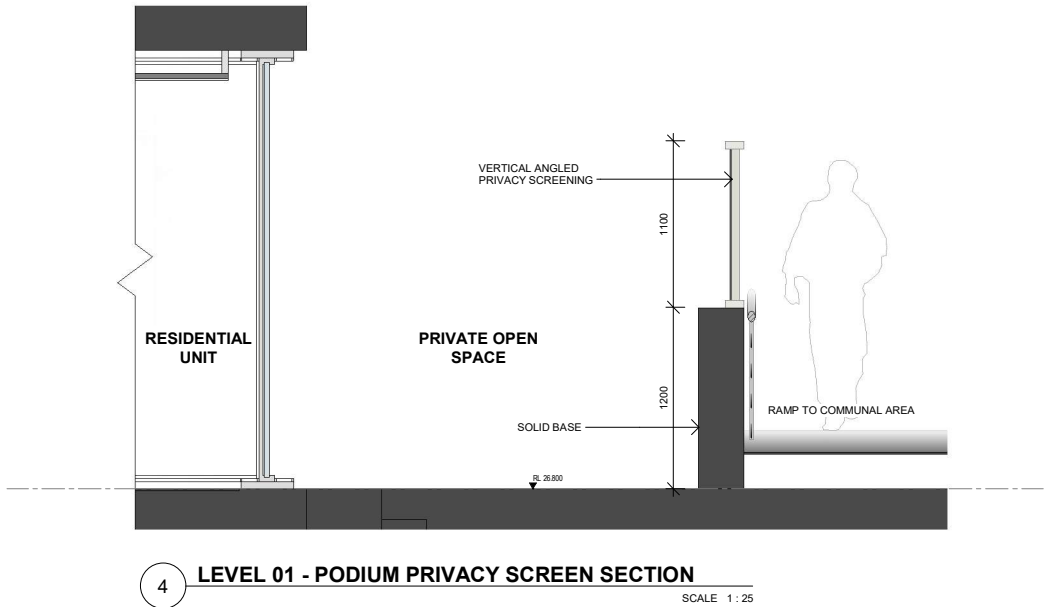 VERTICAL ANGLED
PRIVACY SCREENING
1100
RESIDENTIAL
UNIT
PRIVATE OPEN
SPACE
1200
RAMP TO COMMUNAL AREA
SOLID BASE
RL 26.800
4
LEVEL 01 - PODIUM PRIVACY SCREEN SECTION
SCALE 1 : 25